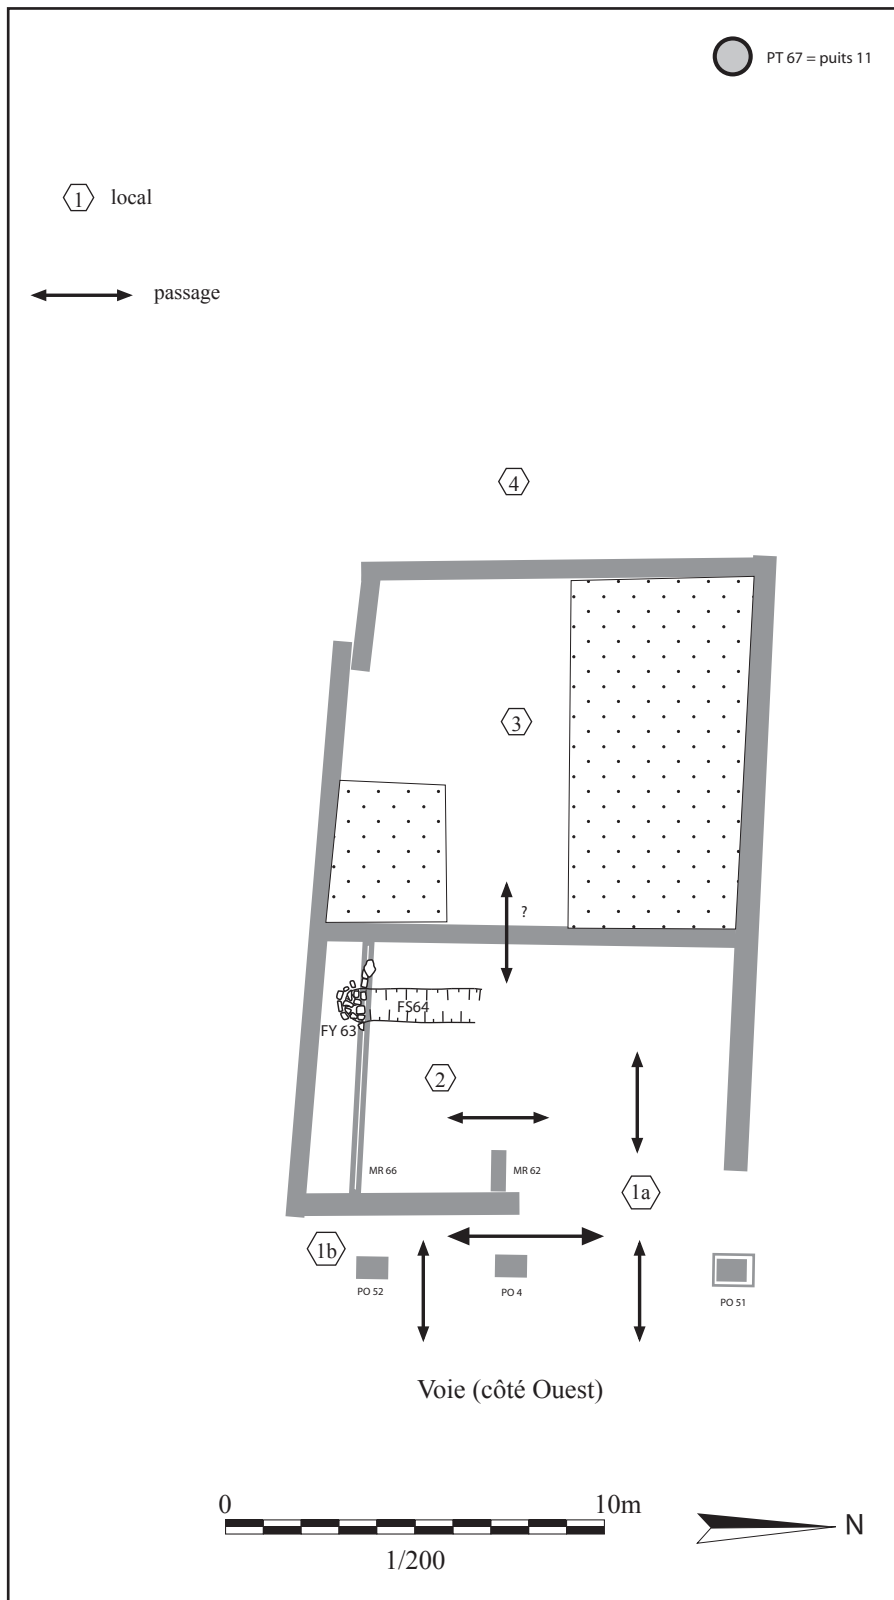 PT 67 = puits 11
1 local
passage
4
3
?
FS64
FY 63
2
MR 66
MR 62
1a
1b
PO 52
PO 4
PO 51
Voie (côté Ouest)
0 10m
1/200
N